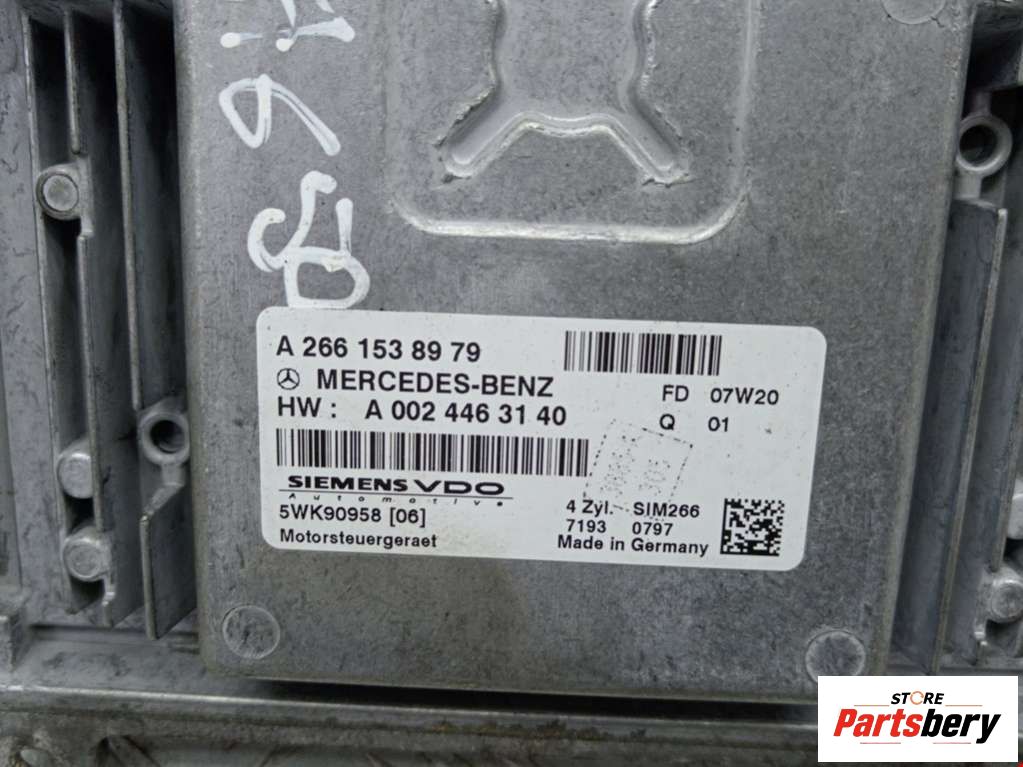 A 266 153 89 79
MERCEDES-BENZ
HW : A 002 446 31 40
FD 07W20
Q 01
SIEMENS VDO
Automotive
5WK90958 [06]
Motorsteuergeraet
4 Zyl. SIM266
7193 0797
Made in Germany
STORE
Partsbery